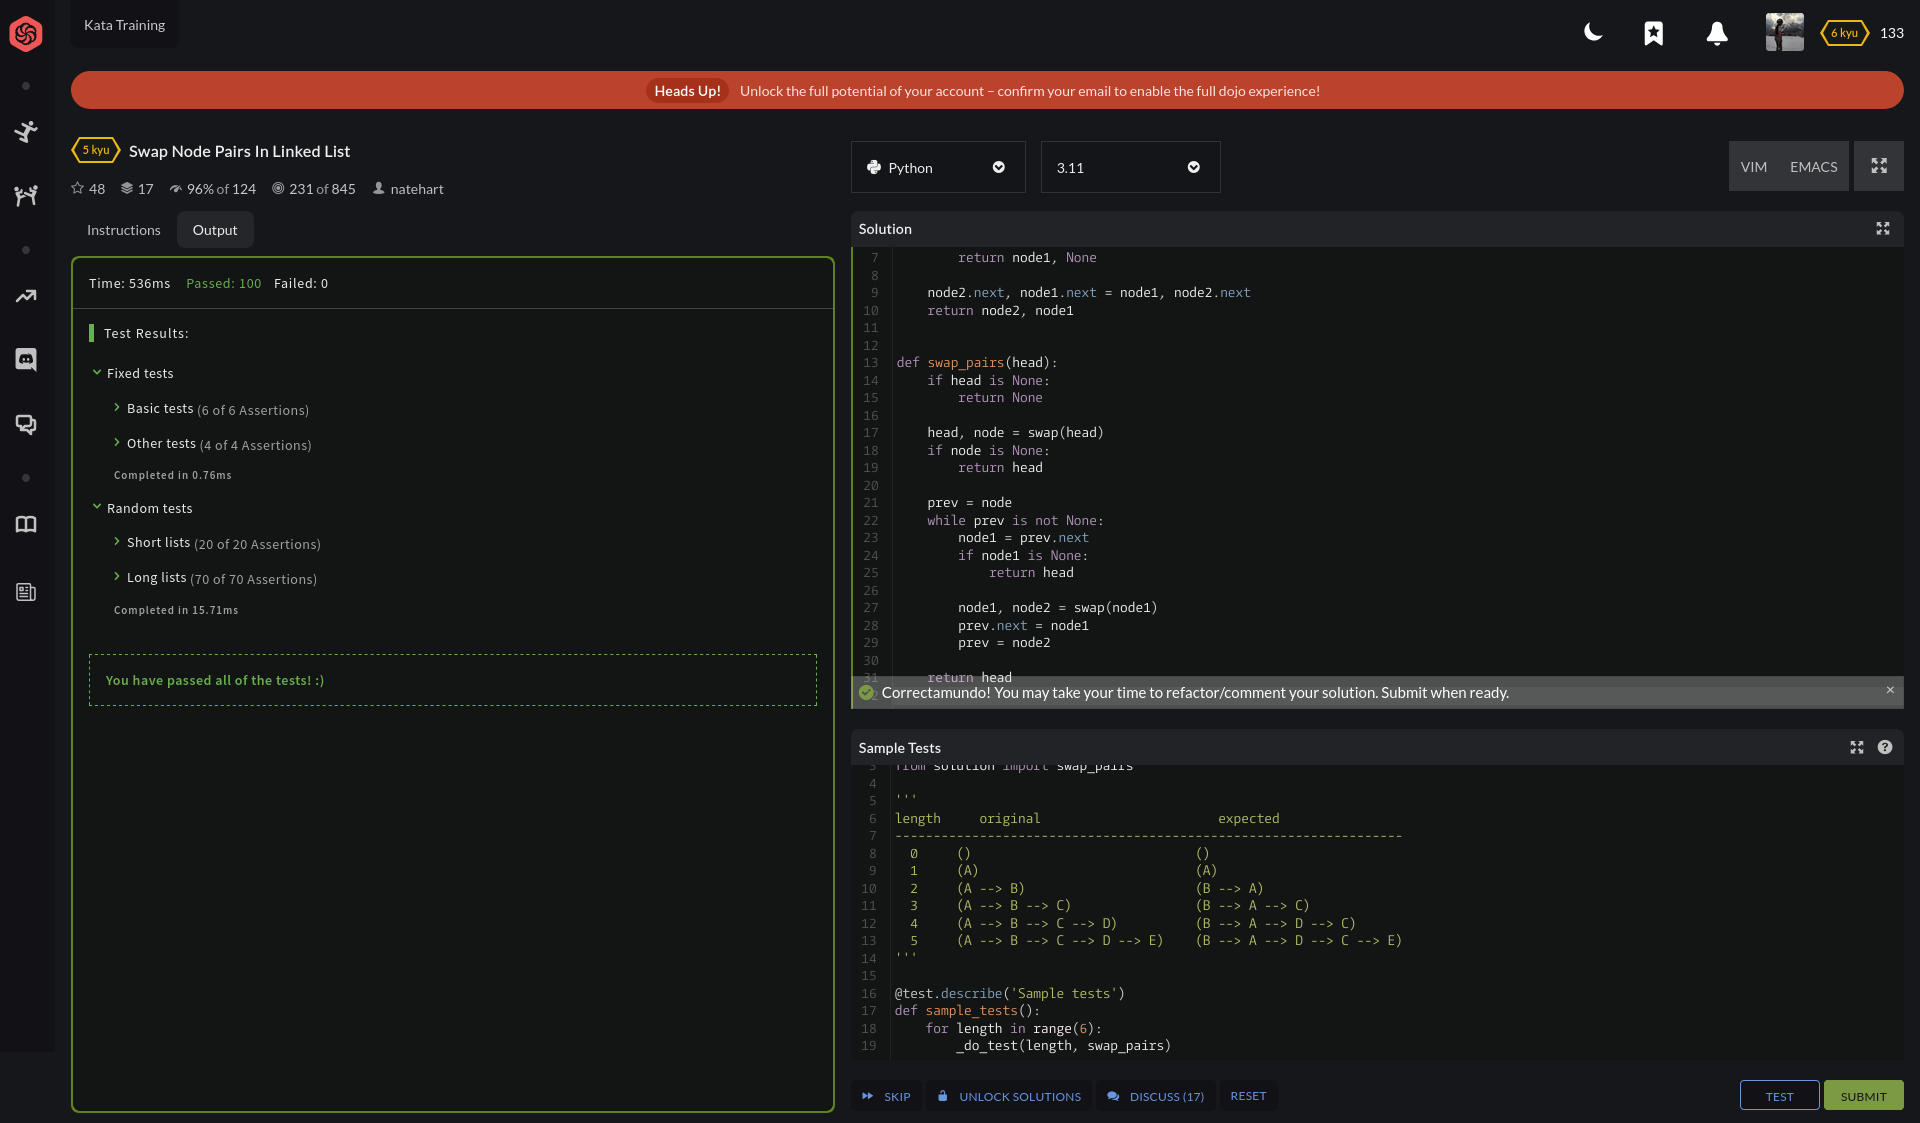 Kata Training
6 kyu 133
Heads Up! Unlock the full potential of your account – confirm your email to enable the full dojo experience!
5 kyu Swap Node Pairs In Linked List
48 17 96% of 124 231 of 845 natehart
Instructions Output
Time: 536ms Passed: 100 Failed: 0
Test Results:
Fixed tests
Basic tests (6 of 6 Assertions)
Other tests (4 of 4 Assertions)
Completed in 0.76ms
Random tests
Short lists (20 of 20 Assertions)
Long lists (70 of 70 Assertions)
Completed in 15.71ms
You have passed all of the tests! :)
Python 3.11 VIM EMACS
Solution
7         return node1, None
8
9     node2.next, node1.next = node1, node2.next
10     return node2, node1
11
12
13 def swap_pairs(head):
14     if head is None:
15         return None
16
17     head, node = swap(head)
18     if node is None:
19         return head
20
21     prev = node
22     while prev is not None:
23         node1 = prev.next
24         if node1 is None:
25             return head
26
27         node1, node2 = swap(node1)
28         prev.next = node1
29         prev = node2
30
31     return head
Correctamundo! You may take your time to refactor/comment your solution. Submit when ready. ×
Sample Tests
3 from solution import swap_pairs
4
5 '''
6 length     original                       expected
7 ------------------------------------------------------------------
8   0     ()                             ()
9   1     (A)                            (A)
10   2     (A --> B)                      (B --> A)
11   3     (A --> B --> C)                (B --> A --> C)
12   4     (A --> B --> C --> D)          (B --> A --> D --> C)
13   5     (A --> B --> C --> D --> E)    (B --> A --> D --> C --> E)
14 '''
15
16 @test.describe('Sample tests')
17 def sample_tests():
18     for length in range(6):
19         _do_test(length, swap_pairs)
SKIP UNLOCK SOLUTIONS DISCUSS (17) RESET TEST SUBMIT